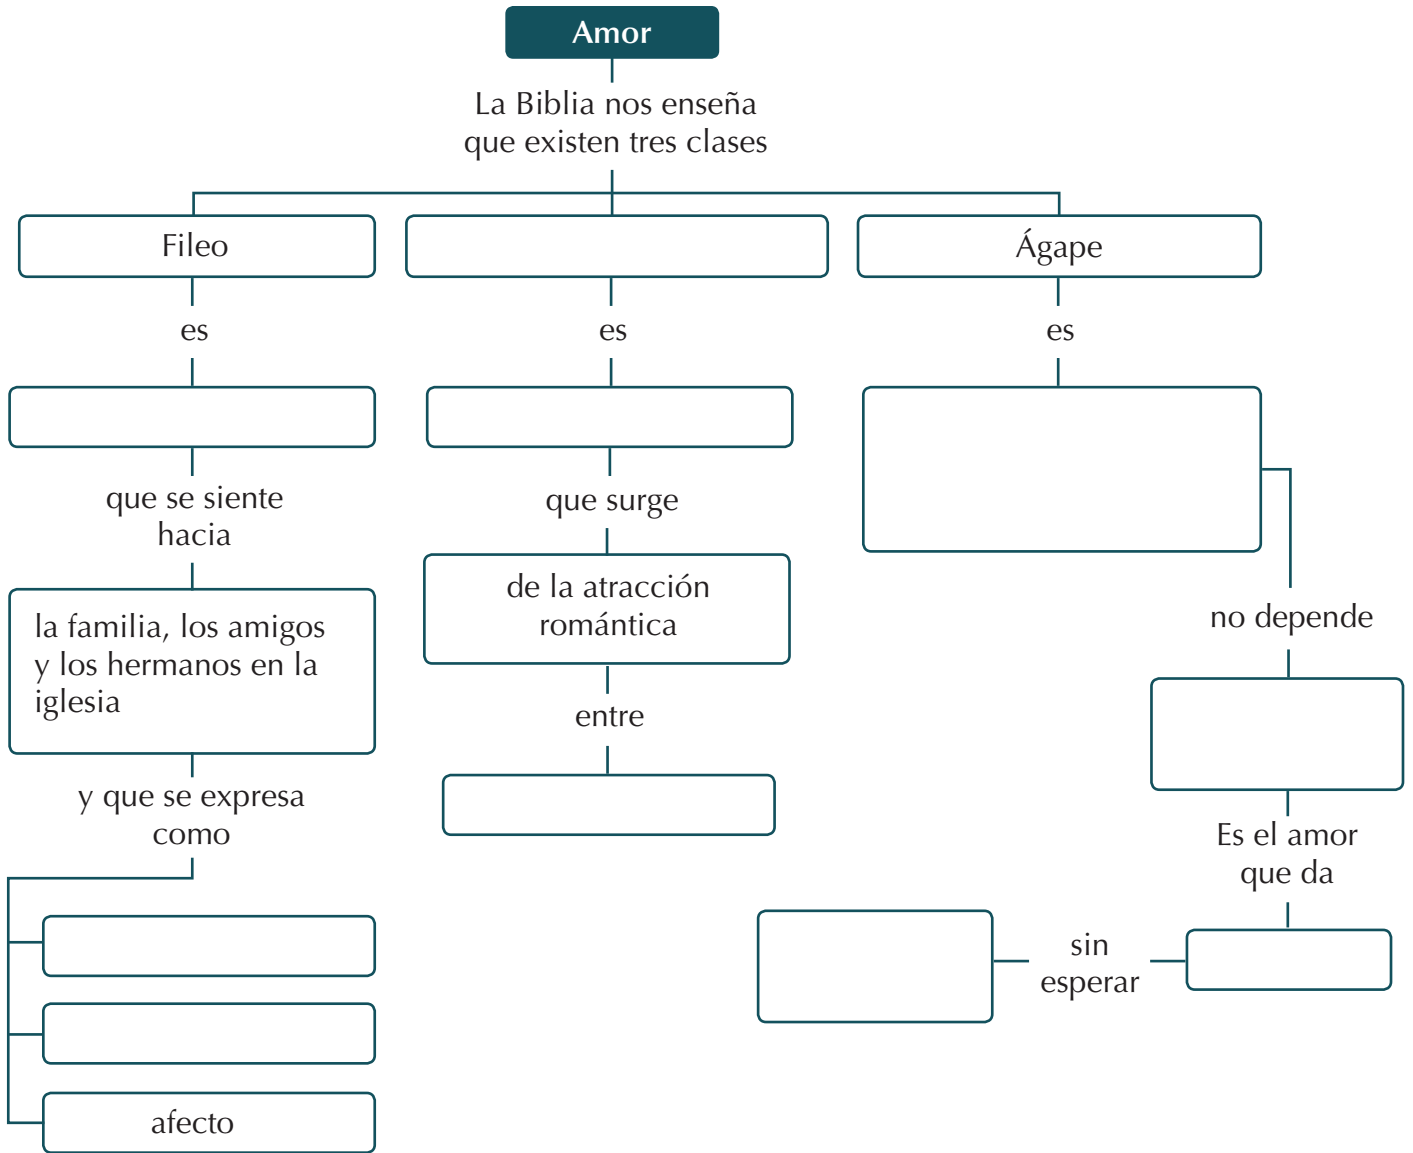 Amor
La Biblia nos enseña
que existen tres clases
Fileo
Ágape
es
es
es
que se siente
hacia
que surge
la familia, los amigos
y los hermanos en la
iglesia
de la atracción
romántica
no depende
entre
y que se expresa
como
Es el amor
que da
sin
esperar
afecto